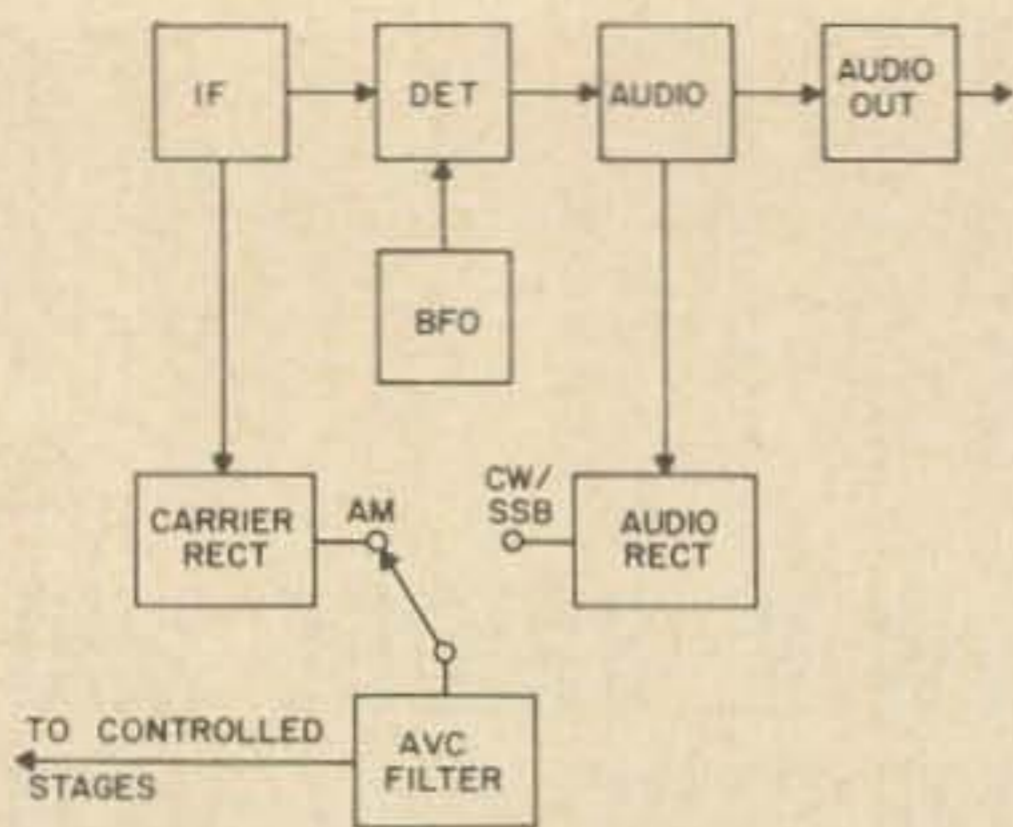 IF
DET
AUDIO
AUDIO
OUT
BFO
CARRIER
RECT
AM
CW/
SSB
AUDIO
RECT
TO CONTROLLED
STAGES
AVC
FILTER